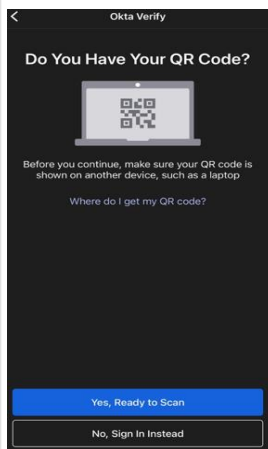 Okta Verify
Do You Have Your QR Code?
Before you continue, make sure your QR code is
shown on another device, such as a laptop
Where do I get my QR code?
Yes, Ready to Scan
No, Sign In Instead